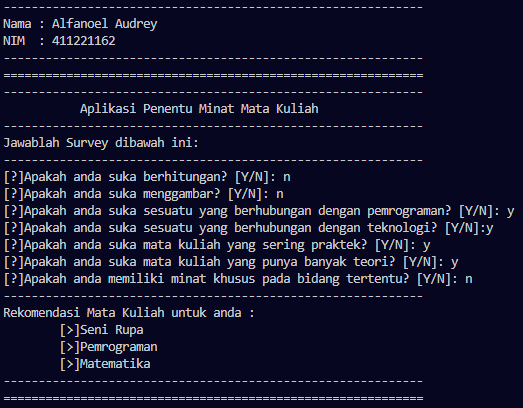 ------------------------------------------------------------
Nama : Alfanoel Audrey
NIM  : 411221162
------------------------------------------------------------
============================================================
------------------------------------------------------------
           Aplikasi Penentu Minat Mata Kuliah
------------------------------------------------------------
Jawablah Survey dibawah ini:
------------------------------------------------------------
[?]Apakah anda suka berhitungan? [Y/N]: n
[?]Apakah anda suka menggambar? [Y/N]: n
[?]Apakah anda suka sesuatu yang berhubungan dengan pemrograman? [Y/N]: y
[?]Apakah anda suka sesuatu yang berhubungan dengan teknologi? [Y/N]:y
[?]Apakah anda suka mata kuliah yang sering praktek? [Y/N]: y
[?]Apakah anda suka mata kuliah yang punya banyak teori? [Y/N]: y
[?]Apakah anda memiliki minat khusus pada bidang tertentu? [Y/N]: n
------------------------------------------------------------
Rekomendasi Mata Kuliah untuk anda :
        [>]Seni Rupa
        [>]Pemrograman
        [>]Matematika
------------------------------------------------------------
============================================================